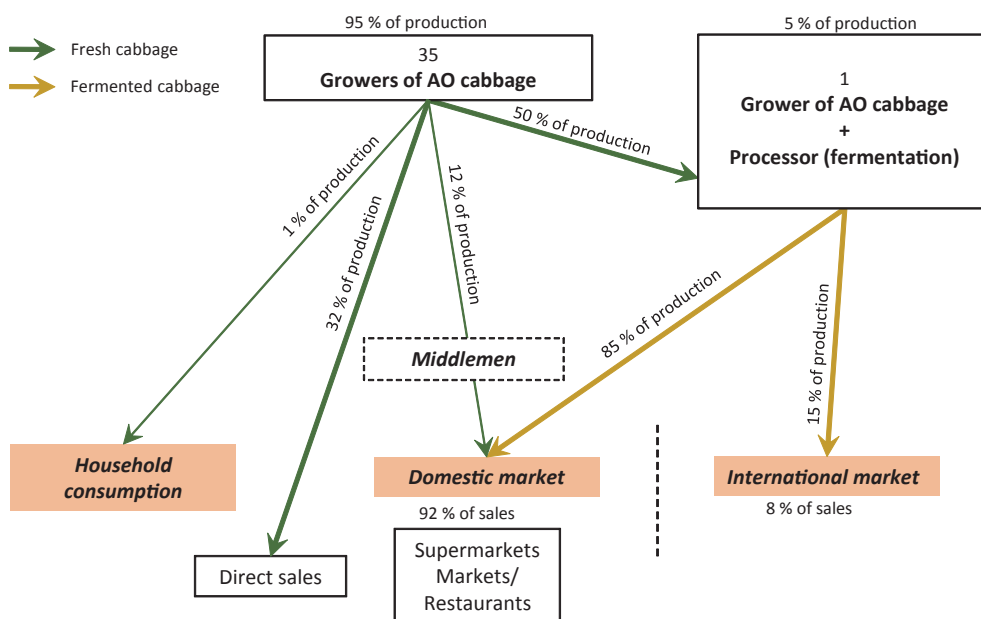 95 % of production
5 % of production
Fresh cabbage
Fermented cabbage
35
Growers of AO cabbage
1
Grower of AO cabbage
+
Processor (fermentation)
50 % of production
1 % of production
32 % of production
12 % of production
85 % of production
15 % of production
Middlemen
Household
consumption
Domestic market
International market
92 % of sales
8 % of sales
Direct sales
Supermarkets
Markets/
Restaurants